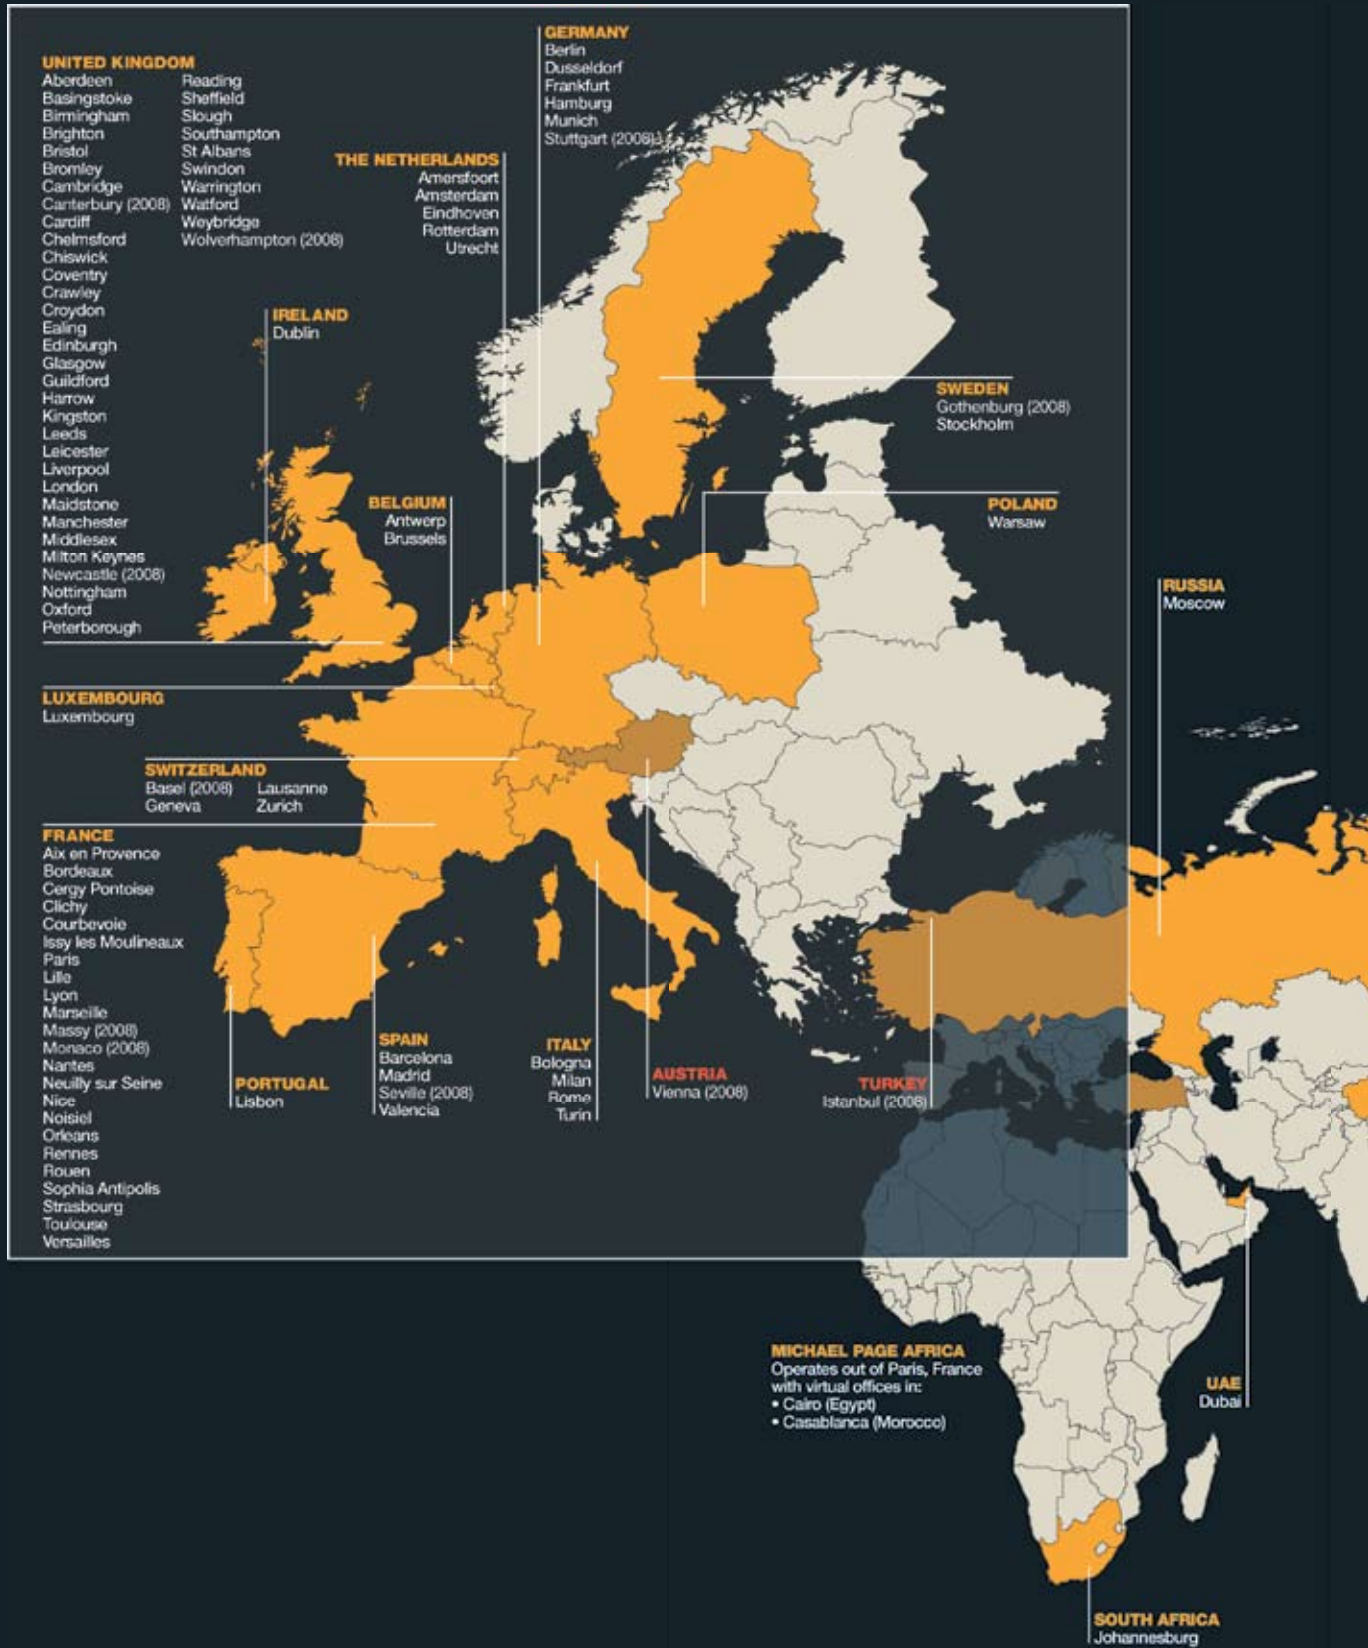 UNITED KINGDOM
Aberdeen
Basingstoke
Birmingham
Brighton
Bristol
Bromley
Cambridge
Canterbury (2008)
Cardiff
Chelmsford
Chiswick
Coventry
Crawley
Croydon
Ealing
Edinburgh
Glasgow
Guildford
Harrow
Kingston
Leeds
Leicester
Liverpool
London
Maidstone
Manchester
Middlesex
Milton Keynes
Newcastle (2008)
Nottingham
Oxford
Peterborough
Reading
Sheffield
Slough
Southampton
St Albans
Swindon
Warrington
Watford
Weybridge
Wolverhampton (2008)
GERMANY
Berlin
Dusseldorf
Frankfurt
Hamburg
Munich
Stuttgart (2008)
THE NETHERLANDS
Amersfoort
Amsterdam
Eindhoven
Rotterdam
Utrecht
IRELAND
Dublin
SWEDEN
Gothenburg (2008)
Stockholm
BELGIUM
Antwerp
Brussels
POLAND
Warsaw
RUSSIA
Moscow
LUXEMBOURG
Luxembourg
SWITZERLAND
Basel (2008) Lausanne
Geneva Zurich
FRANCE
Aix en Provence
Bordeaux
Cergy Pontoise
Clichy
Courbevoie
Issy les Moulineaux
Paris
Lille
Lyon
Marseille
Massy (2008)
Monaco (2008)
Nantes
Neuilly sur Seine
Nice
Noisiel
Orleans
Rennes
Rouen
Sophia Antipolis
Strasbourg
Toulouse
Versailles
PORTUGAL
Lisbon
SPAIN
Barcelona
Madrid
Seville (2008)
Valencia
ITALY
Bologna
Milan
Rome
Turin
AUSTRIA
Vienna (2008)
TURKEY
Istanbul (2008)
MICHAEL PAGE AFRICA
Operates out of Paris, France
with virtual offices in:
• Cairo (Egypt)
• Casablanca (Morocco)
UAE
Dubai
SOUTH AFRICA
Johannesburg